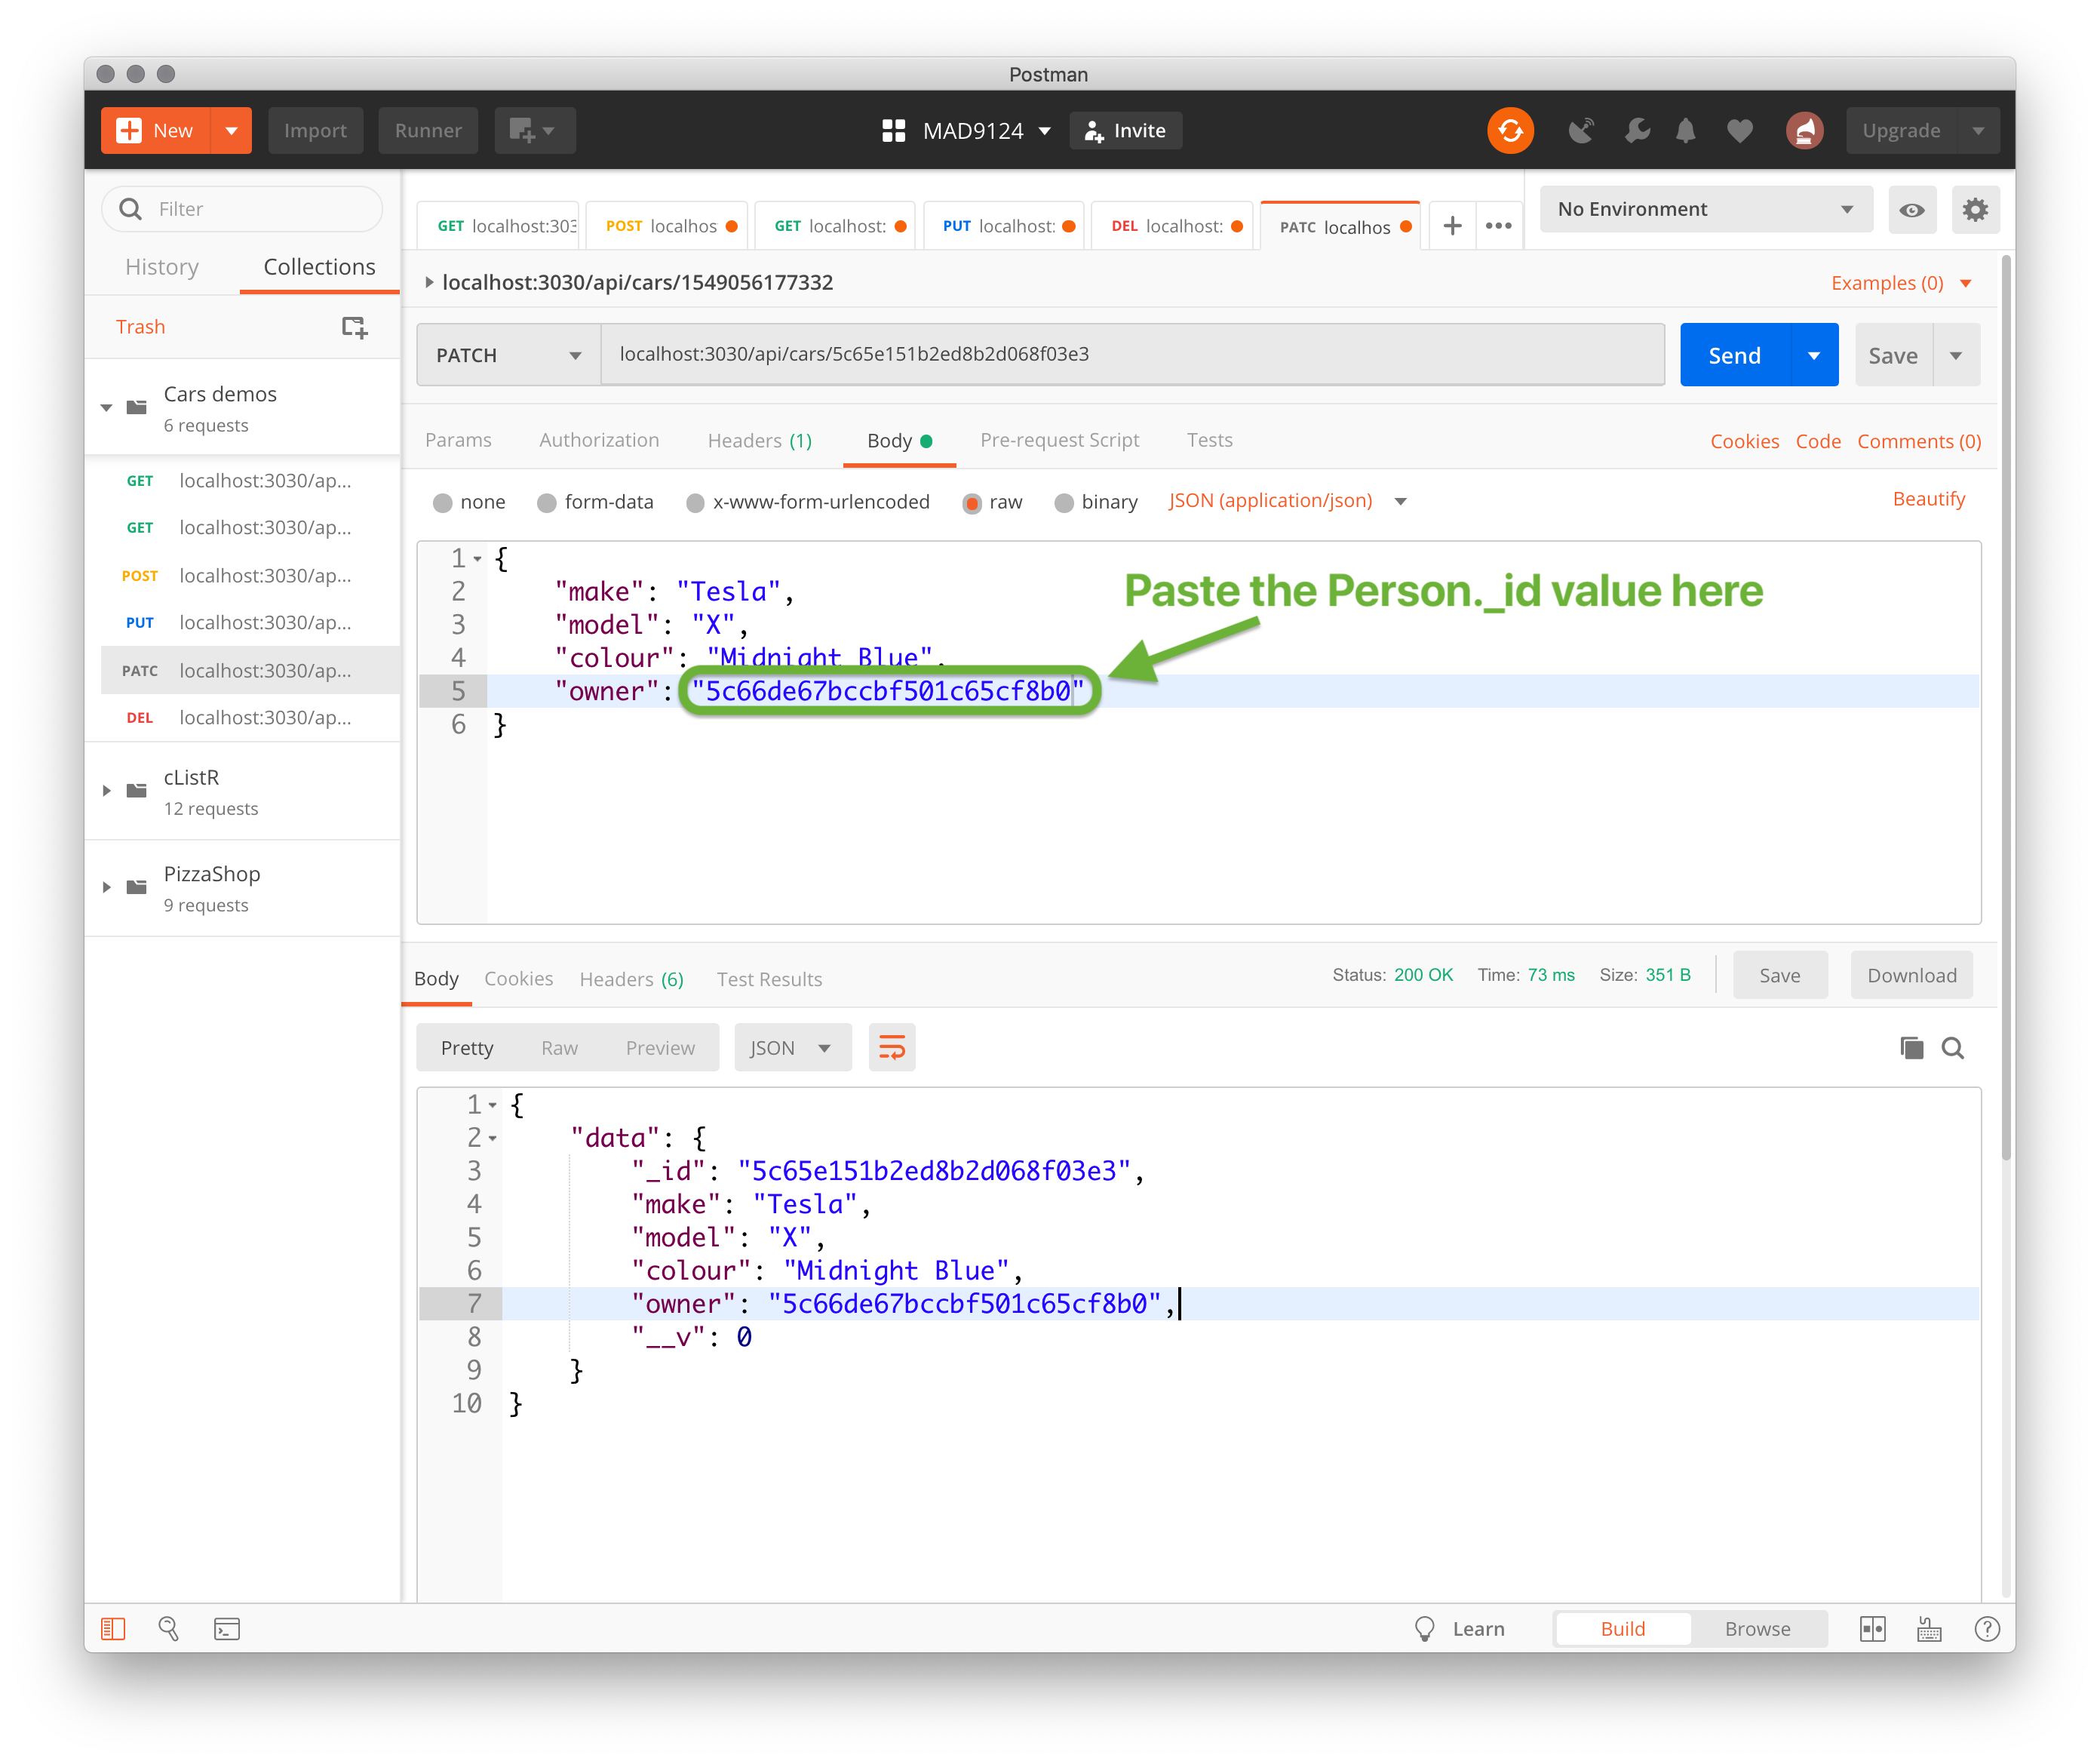 Postman
New
Import
Runner
MAD9124
Invite
Upgrade
Filter
History
Collections
Trash
Cars demos
6 requests
GET localhost:3030/ap...
GET localhost:3030/ap...
POST localhost:3030/ap...
PUT localhost:3030/ap...
PATC localhost:3030/ap...
DEL localhost:3030/ap...
cListR
12 requests
PizzaShop
9 requests
GET localhost:303
POST localhos
GET localhost:
PUT localhost:
DEL localhost:
PATC localhos
No Environment
localhost:3030/api/cars/1549056177332
Examples (0)
PATCH
localhost:3030/api/cars/5c65e151b2ed8b2d068f03e3
Send
Save
Params
Authorization
Headers (1)
Body
Pre-request Script
Tests
Cookies
Code
Comments (0)
none
form-data
x-www-form-urlencoded
raw
binary
JSON (application/json)
Beautify
1 {
2 "make": "Tesla",
3 "model": "X",
4 "colour": "Midnight Blue",
5 "owner": "5c66de67bccbf501c65cf8b0"
6 }
Paste the Person._id value here
Body
Cookies
Headers (6)
Test Results
Status: 200 OK
Time: 73 ms
Size: 351 B
Save
Download
Pretty
Raw
Preview
JSON
1 {
2 "data": {
3 "_id": "5c65e151b2ed8b2d068f03e3",
4 "make": "Tesla",
5 "model": "X",
6 "colour": "Midnight Blue",
7 "owner": "5c66de67bccbf501c65cf8b0",
8 "__v": 0
9 }
10 }
Learn
Build
Browse